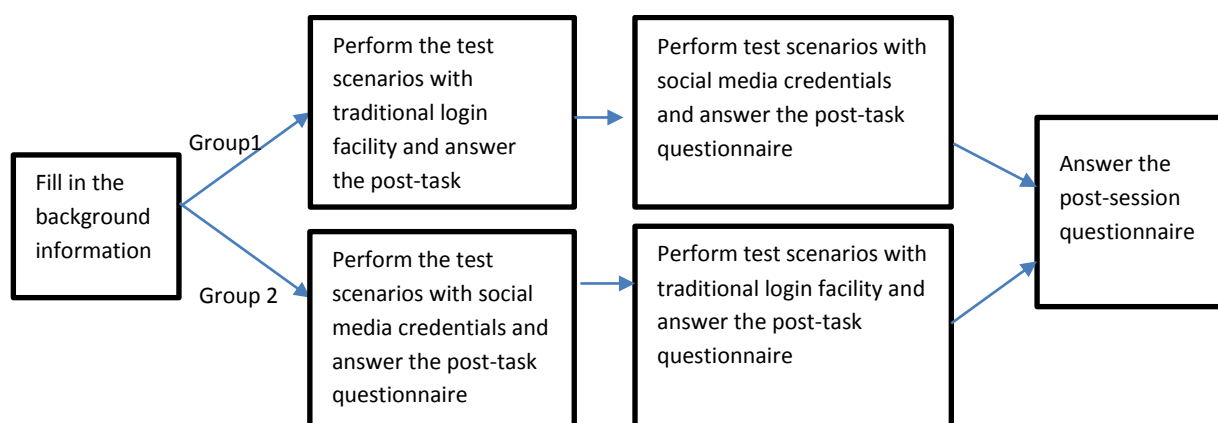 Fill in the
background
information
Group1
Group 2
Perform the test
scenarios with
traditional login
facility and answer
the post-task
Perform test scenarios with
social media credentials
and answer the post-task
questionnaire
Perform the test
scenarios with social
media credentials and
answer the post-task
questionnaire
Perform test scenarios with
traditional login facility and
answer the post-task
questionnaire
Answer the
post-session
questionnaire